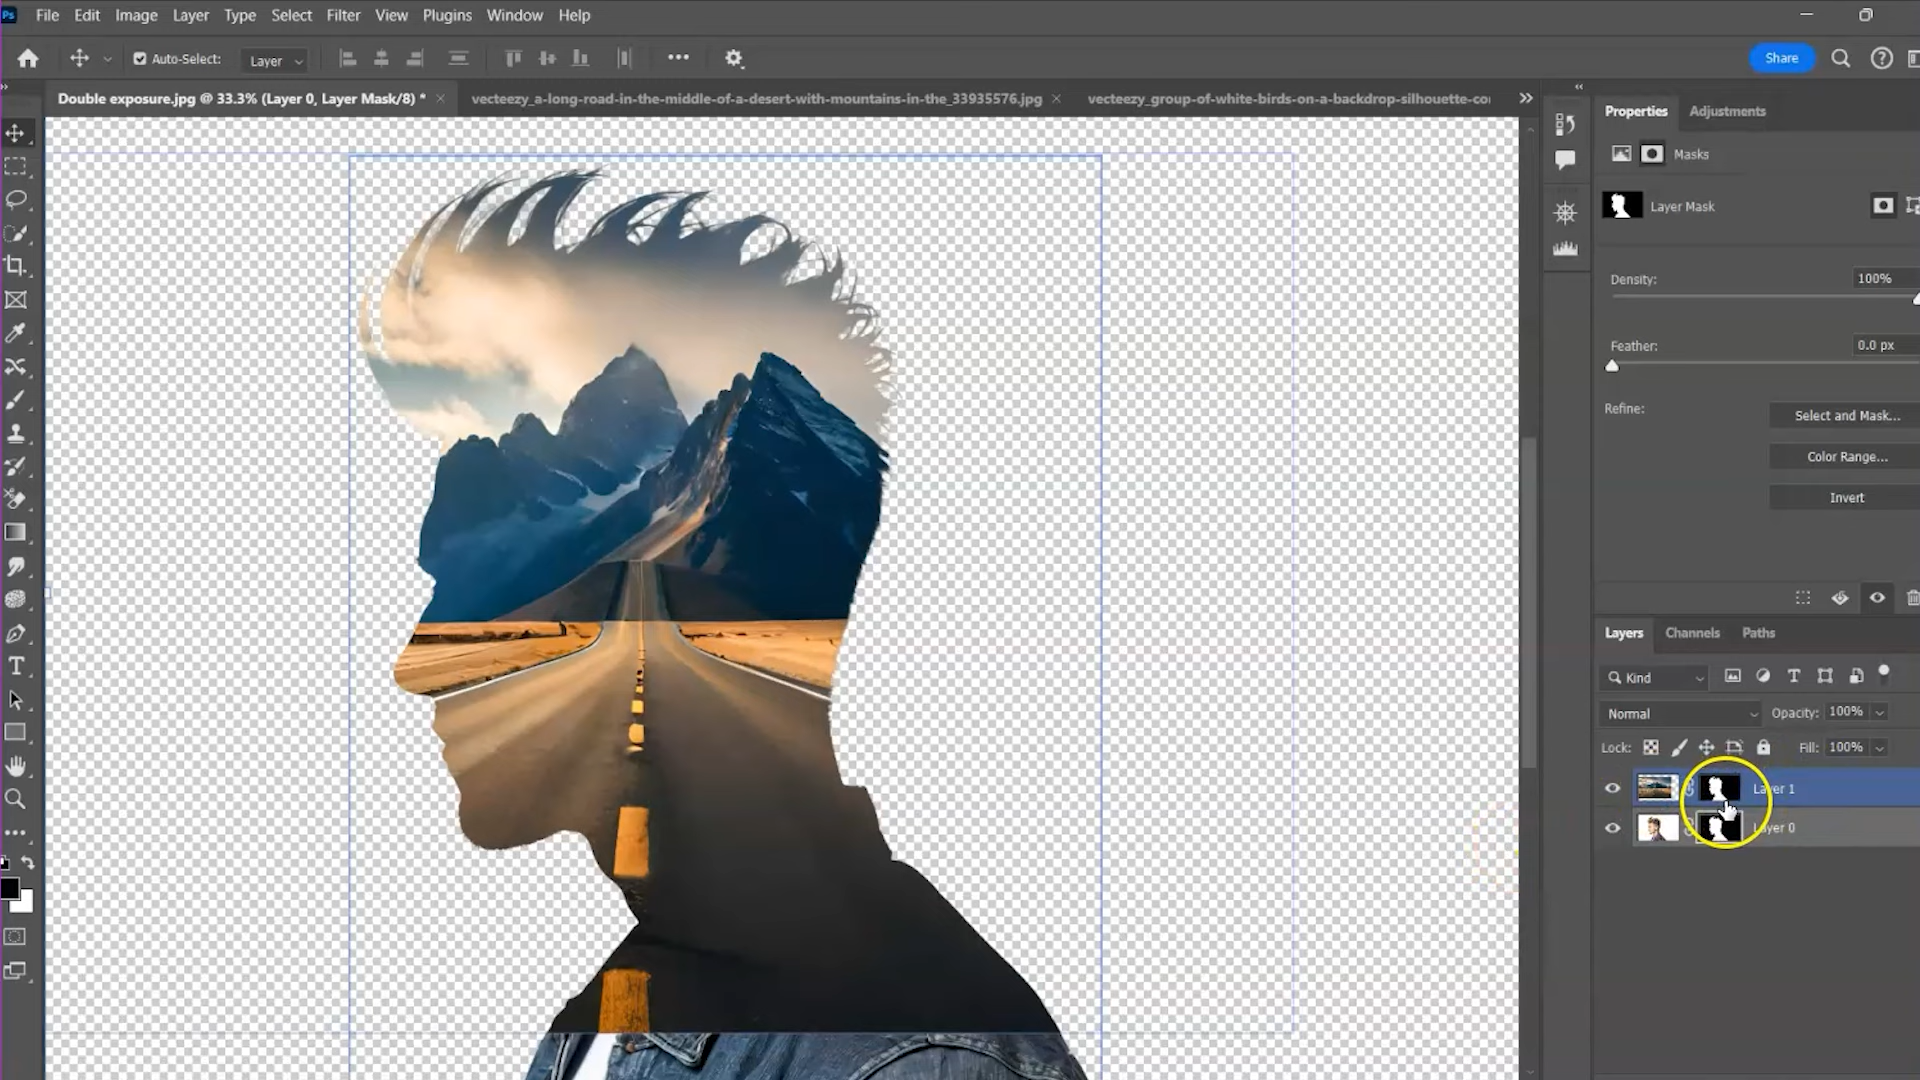 Ps File Edit Image Layer Type Select Filter View Plugins Window Help
Auto-Select: Layer Share
Double exposure.jpg @ 33.3% (Layer 0, Layer Mask/8) *
vecteezy_a-long-road-in-the-middle-of-a-desert-with-mountains-in-the_33935576.jpg
vecteezy_group-of-white-birds-on-a-backdrop-silhouette-co
Properties Adjustments
Masks
Layer Mask
Density: 100%
Feather: 0.0 px
Refine: Select and Mask...
Color Range...
Invert
Layers Channels Paths
Kind
Normal Opacity: 100%
Lock: Fill: 100%
Layer 1
Layer 0